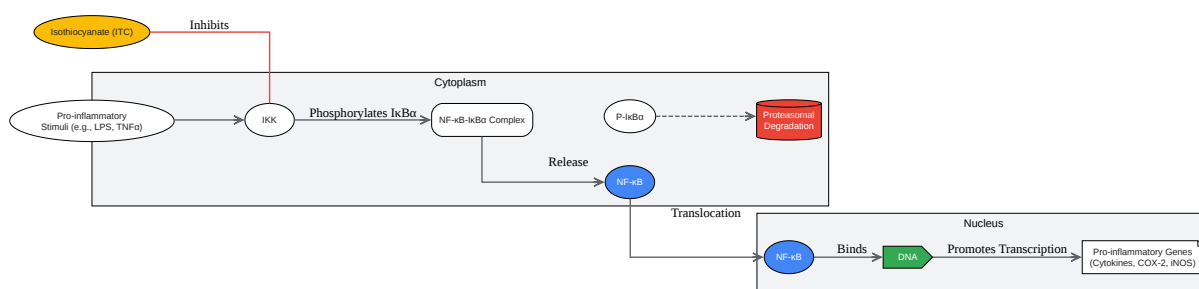 Isothiocyanate (ITC)
Inhibits
Cytoplasm
Pro-inflammatory
Stimuli (e.g., LPS, TNFα)
IKK
Phosphorylates IκBα
NF-κB-IκBα Complex
P-IκBα
Proteasomal
Degradation
Release
NF-κB
Translocation
Nucleus
NF-κB
Binds
DNA
Promotes Transcription
Pro-inflammatory Genes
(Cytokines, COX-2, iNOS)